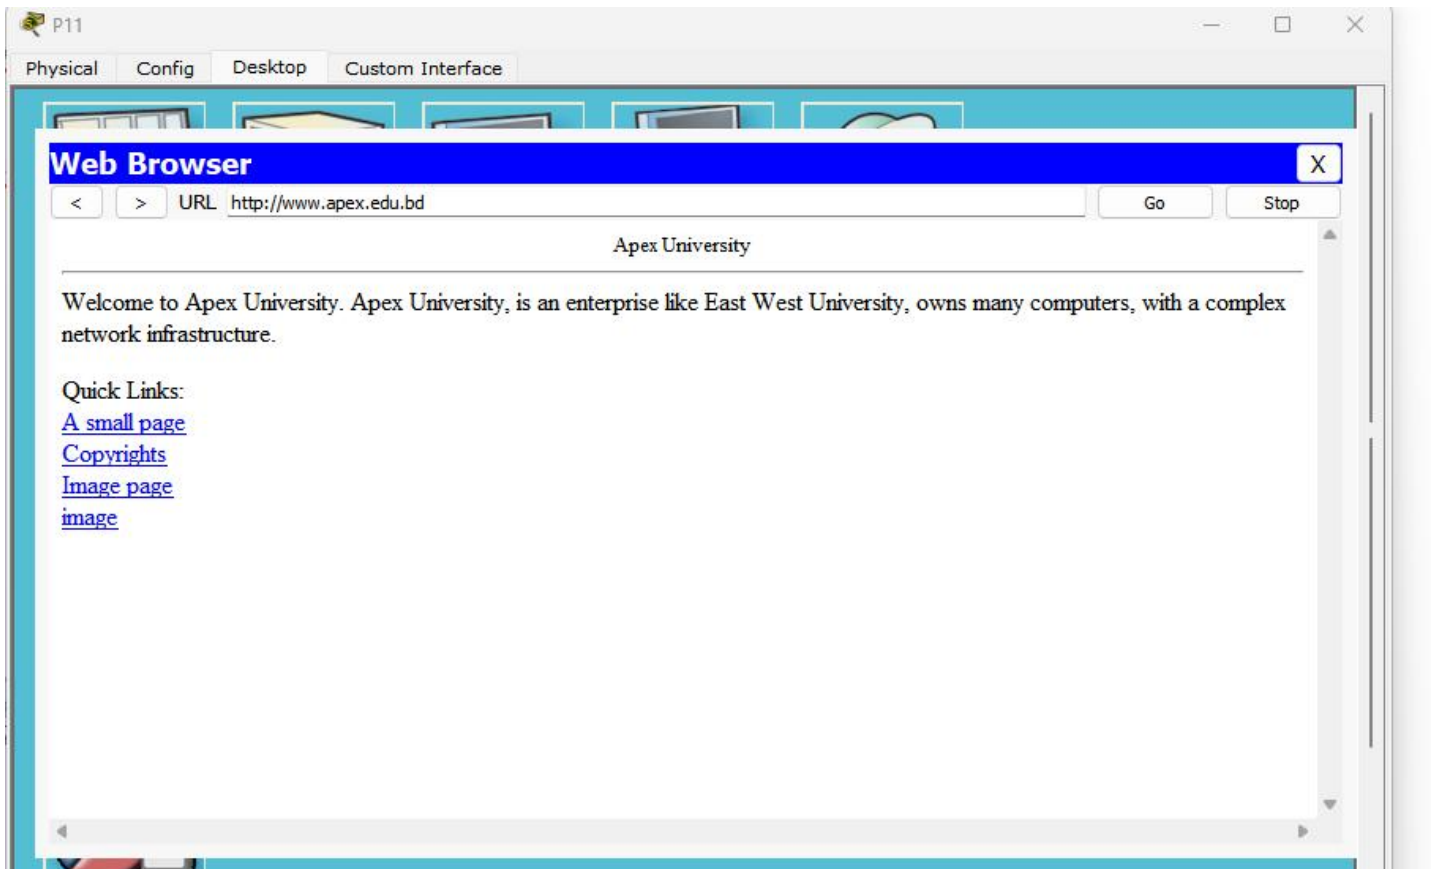 P11
Physical Config Desktop Custom Interface
Web Browser X
< > URL http://www.apex.edu.bd Go Stop
Apex University
Welcome to Apex University. Apex University, is an enterprise like East West University, owns many computers, with a complex
network infrastructure.
Quick Links:
A small page
Copyrights
Image page
image